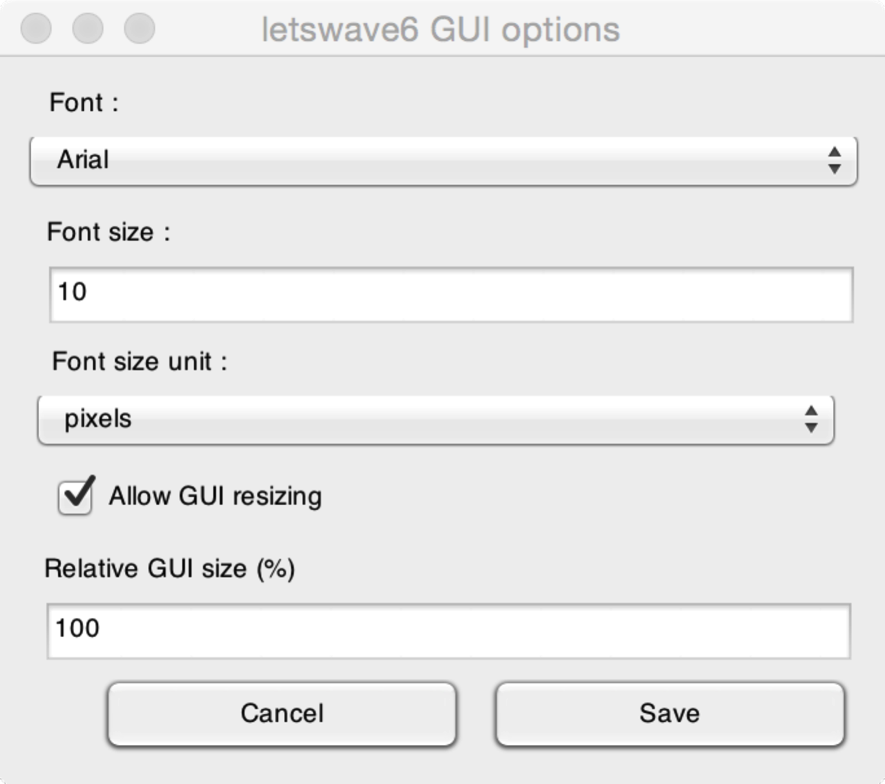 letswave6 GUI options
Font :
Arial
Font size :
10
Font size unit :
pixels
Allow GUI resizing
Relative GUI size (%)
100
Cancel Save